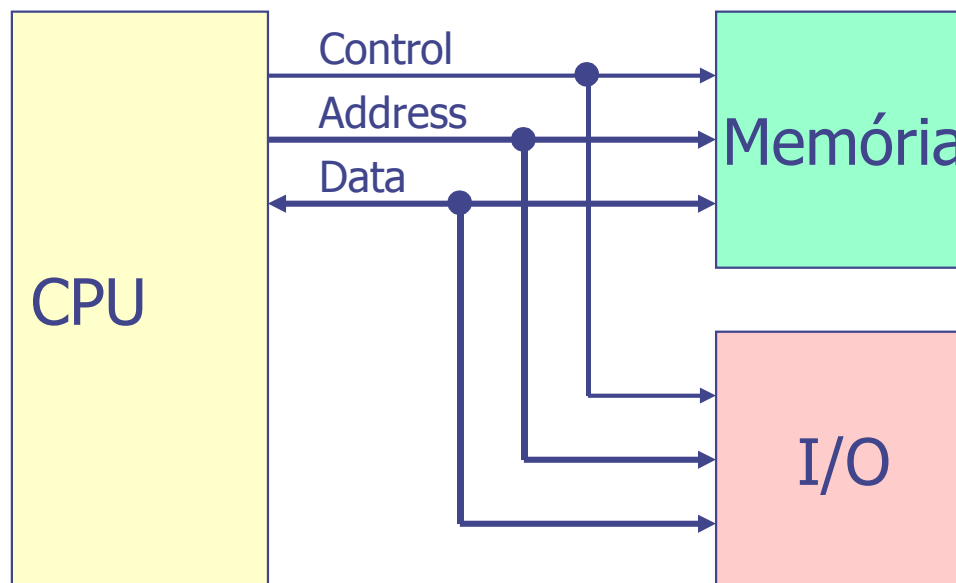 Control
Address
Memória
Data
CPU
I/O